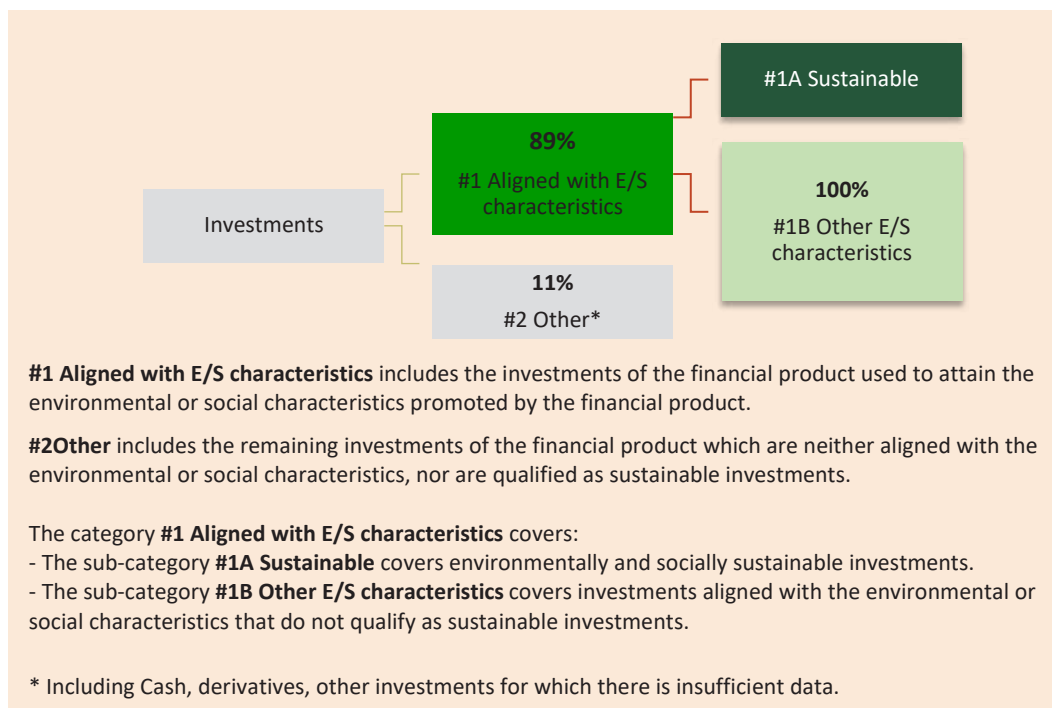 #1A Sustainable
89%
#1 Aligned with E/S
characteristics
100%
#1B Other E/S
characteristics
Investments
11%
#2 Other*
#1 Aligned with E/S characteristics includes the investments of the financial product used to attain the
environmental or social characteristics promoted by the financial product.
#2Other includes the remaining investments of the financial product which are neither aligned with the
environmental or social characteristics, nor are qualified as sustainable investments.
The category #1 Aligned with E/S characteristics covers:
- The sub-category #1A Sustainable covers environmentally and socially sustainable investments.
- The sub-category #1B Other E/S characteristics covers investments aligned with the environmental or
social characteristics that do not qualify as sustainable investments.
* Including Cash, derivatives, other investments for which there is insufficient data.